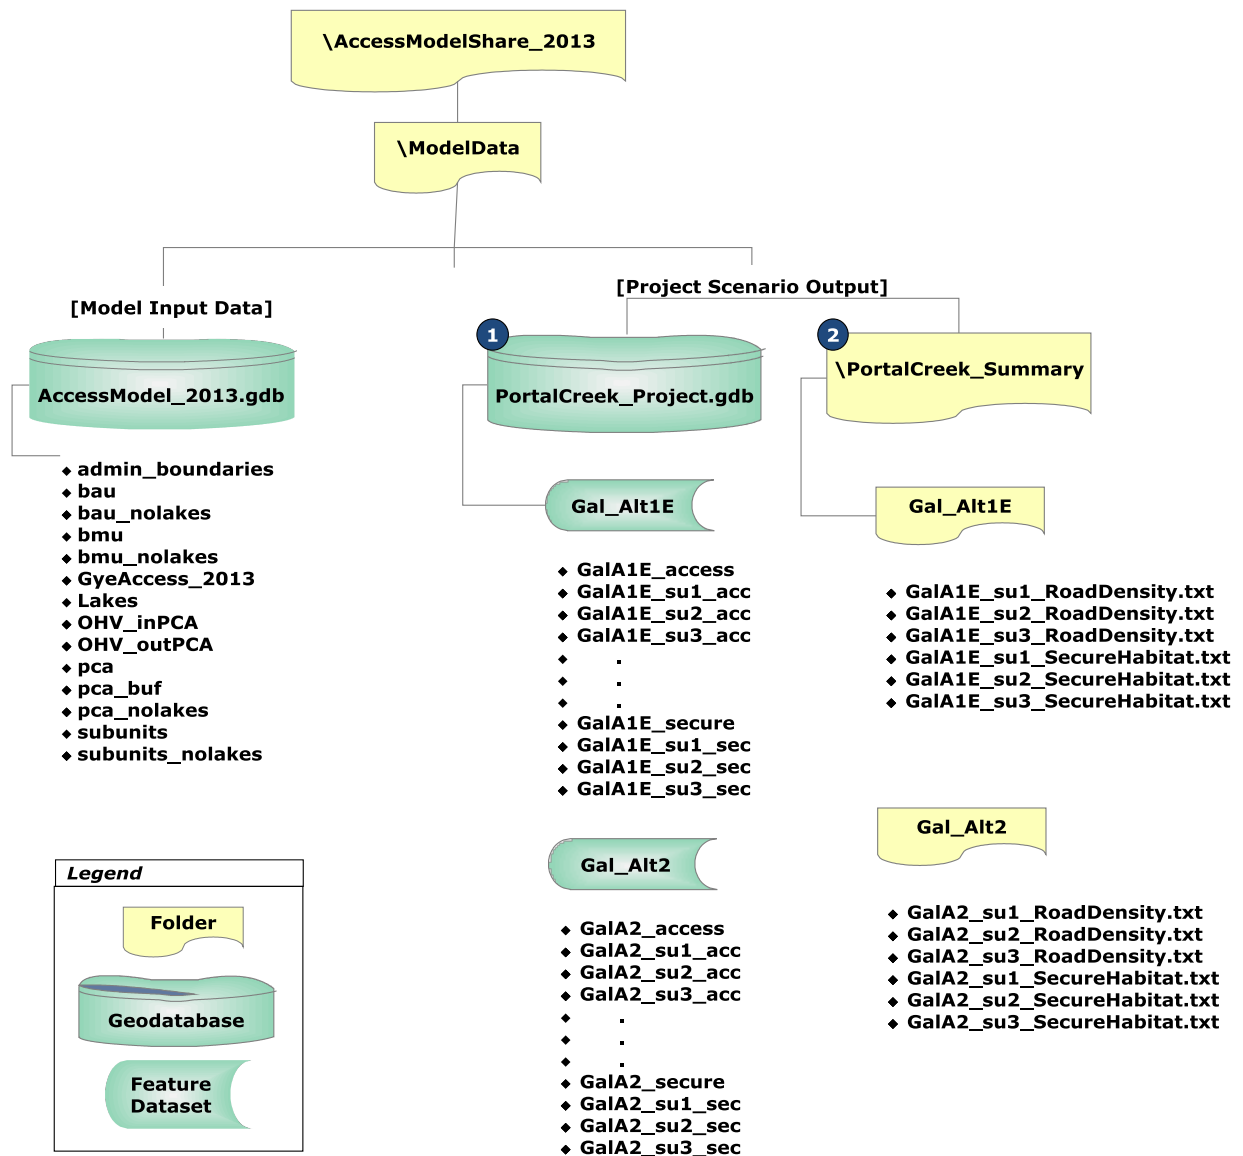 \AccessModelShare_2013
\ModelData
[Model Input Data]
AccessModel_2013.gdb
admin_boundaries
bau
bau_nolakes
bmu
bmu_nolakes
GyeAccess_2013
Lakes
OHV_inPCA
OHV_outPCA
pca
pca_buf
pca_nolakes
subunits
subunits_nolakes
[Project Scenario Output]
1
PortalCreek_Project.gdb
Gal_Alt1E
GalA1E_access
GalA1E_su1_acc
GalA1E_su2_acc
GalA1E_su3_acc
.
.
.
GalA1E_secure
GalA1E_su1_sec
GalA1E_su2_sec
GalA1E_su3_sec
Gal_Alt2
GalA2_access
GalA2_su1_acc
GalA2_su2_acc
GalA2_su3_acc
.
.
.
GalA2_secure
GalA2_su1_sec
GalA2_su2_sec
GalA2_su3_sec
2
\PortalCreek_Summary
Gal_Alt1E
GalA1E_su1_RoadDensity.txt
GalA1E_su2_RoadDensity.txt
GalA1E_su3_RoadDensity.txt
GalA1E_su1_SecureHabitat.txt
GalA1E_su2_SecureHabitat.txt
GalA1E_su3_SecureHabitat.txt
Gal_Alt2
GalA2_su1_RoadDensity.txt
GalA2_su2_RoadDensity.txt
GalA2_su3_RoadDensity.txt
GalA2_su1_SecureHabitat.txt
GalA2_su2_SecureHabitat.txt
GalA2_su3_SecureHabitat.txt
Legend
Folder
Geodatabase
Feature
Dataset